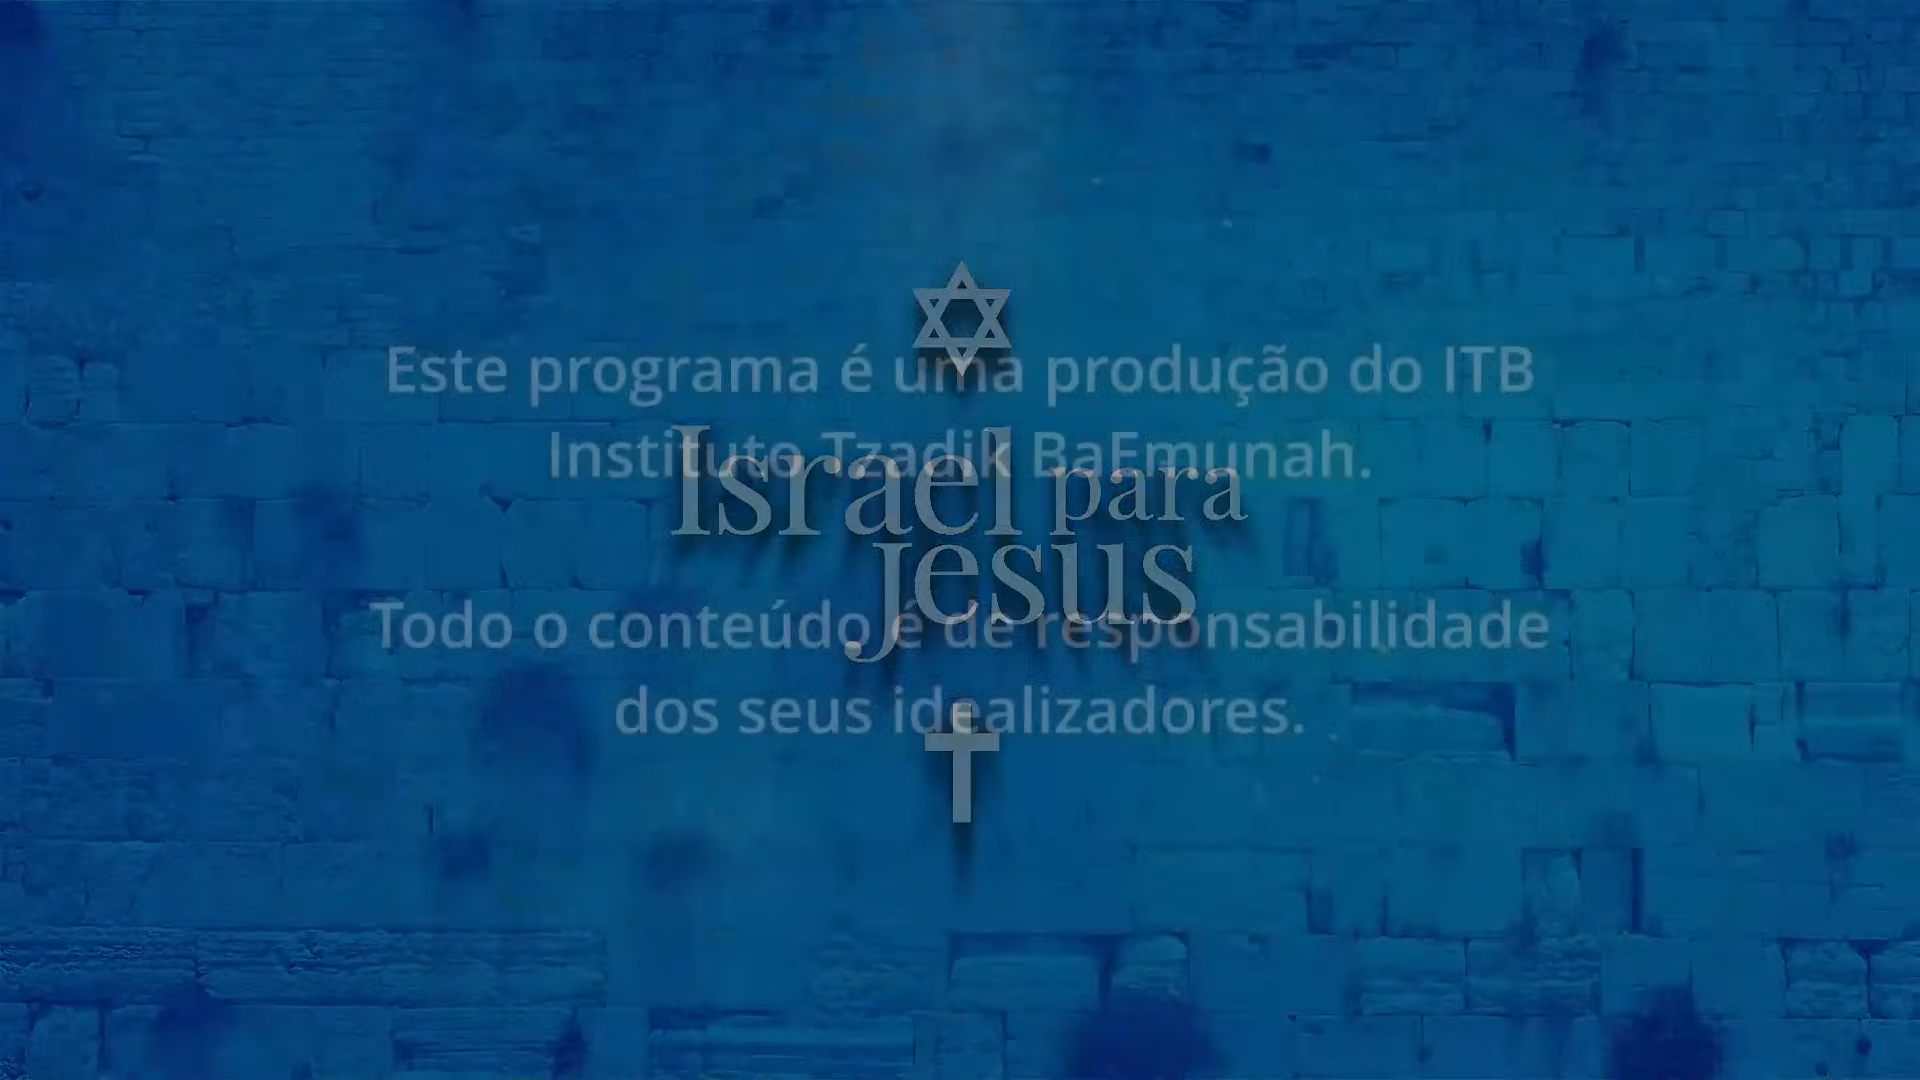 Este programa é uma produção do ITB
Instituto Tzadik BaEmunah.
Israel para
Jesus
Todo o conteúdo é de responsabilidade
dos seus idealizadores.